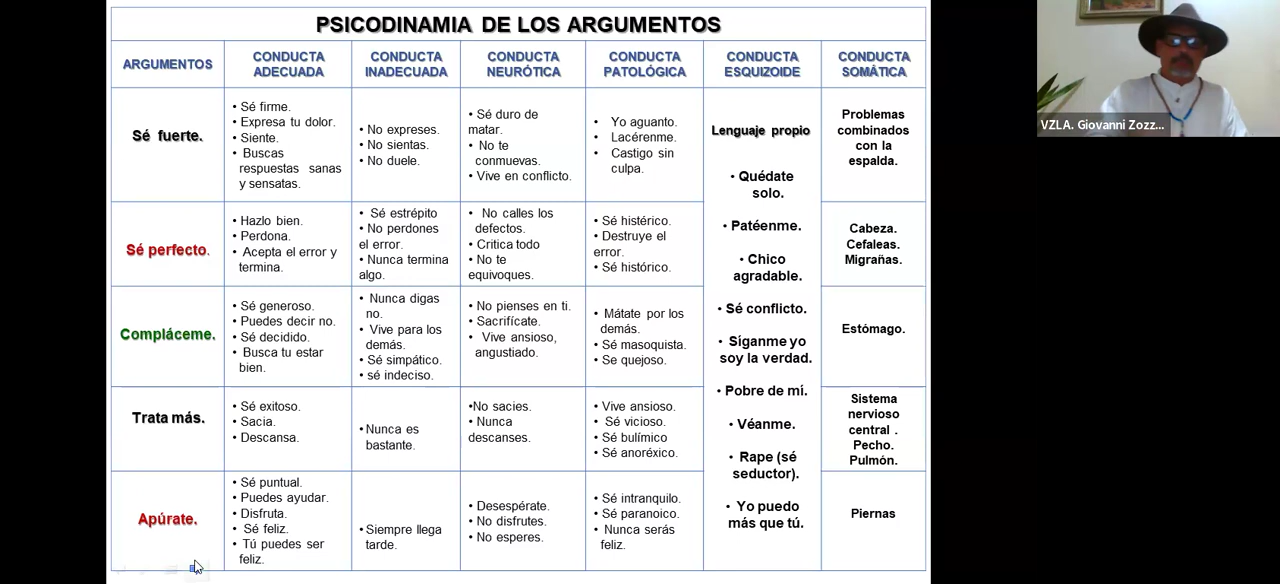 PSICODINAMIA DE LOS ARGUMENTOS
ARGUMENTOS
CONDUCTA
ADECUADA
CONDUCTA
INADECUADA
CONDUCTA
NEURÓTICA
CONDUCTA
PATOLÓGICA
CONDUCTA
ESQUIZOIDE
CONDUCTA
SOMÁTICA
Sé fuerte.
• Sé firme.
• Expresa tu dolor.
• Siente.
• Buscas
respuestas sanas
y sensatas.
• No expreses.
• No sientas.
• No duele.
• Sé duro de
matar.
• No te
conmuevas.
• Vive en conflicto.
• Yo aguanto.
• Lacérenme.
• Castigo sin
culpa.
Lenguaje propio
• Quédate
solo.
• Patéenme.
• Chico
agradable.
• Sé conflicto.
• Síganme yo
soy la verdad.
• Pobre de mí.
• Véanme.
• Rape (sé
seductor).
• Yo puedo
más que tú.
Problemas
combinados
con la
espalda.
Sé perfecto.
• Hazlo bien.
• Perdona.
• Acepta el error y
termina.
• Sé estrépito
• No perdones
el error.
• Nunca termina
algo.
• No calles los
defectos.
• Critica todo
• No te
equivoques.
• Sé histérico.
• Destruye el
error.
• Sé histórico.
Cabeza.
Cefaleas.
Migrañas.
Compláceme.
• Sé generoso.
• Puedes decir no.
• Sé decidido.
• Busca tu estar
bien.
• Nunca digas
no.
• Vive para los
demás.
• Sé simpático.
• sé indeciso.
• No pienses en ti.
• Sacrifícate.
• Vive ansioso,
angustiado.
• Mátate por los
demás.
• Sé masoquista.
• Se quejoso.
Estómago.
Trata más.
• Sé exitoso.
• Sacia.
• Descansa.
• Nunca es
bastante.
•No sacies.
• Nunca
descanses.
• Vive ansioso.
• Sé vicioso.
• Sé bulímico
• Sé anoréxico.
Sistema
nervioso
central .
Pecho.
Pulmón.
Apúrate.
• Sé puntual.
• Puedes ayudar.
• Disfruta.
• Sé feliz.
• Tú puedes ser
feliz.
•Siempre llega
tarde.
• Desespérate.
• No disfrutes.
• No esperes.
• Sé intranquilo.
• Sé paranoico.
• Nunca serás
feliz.
Piernas
VZLA. Giovanni Zozz...